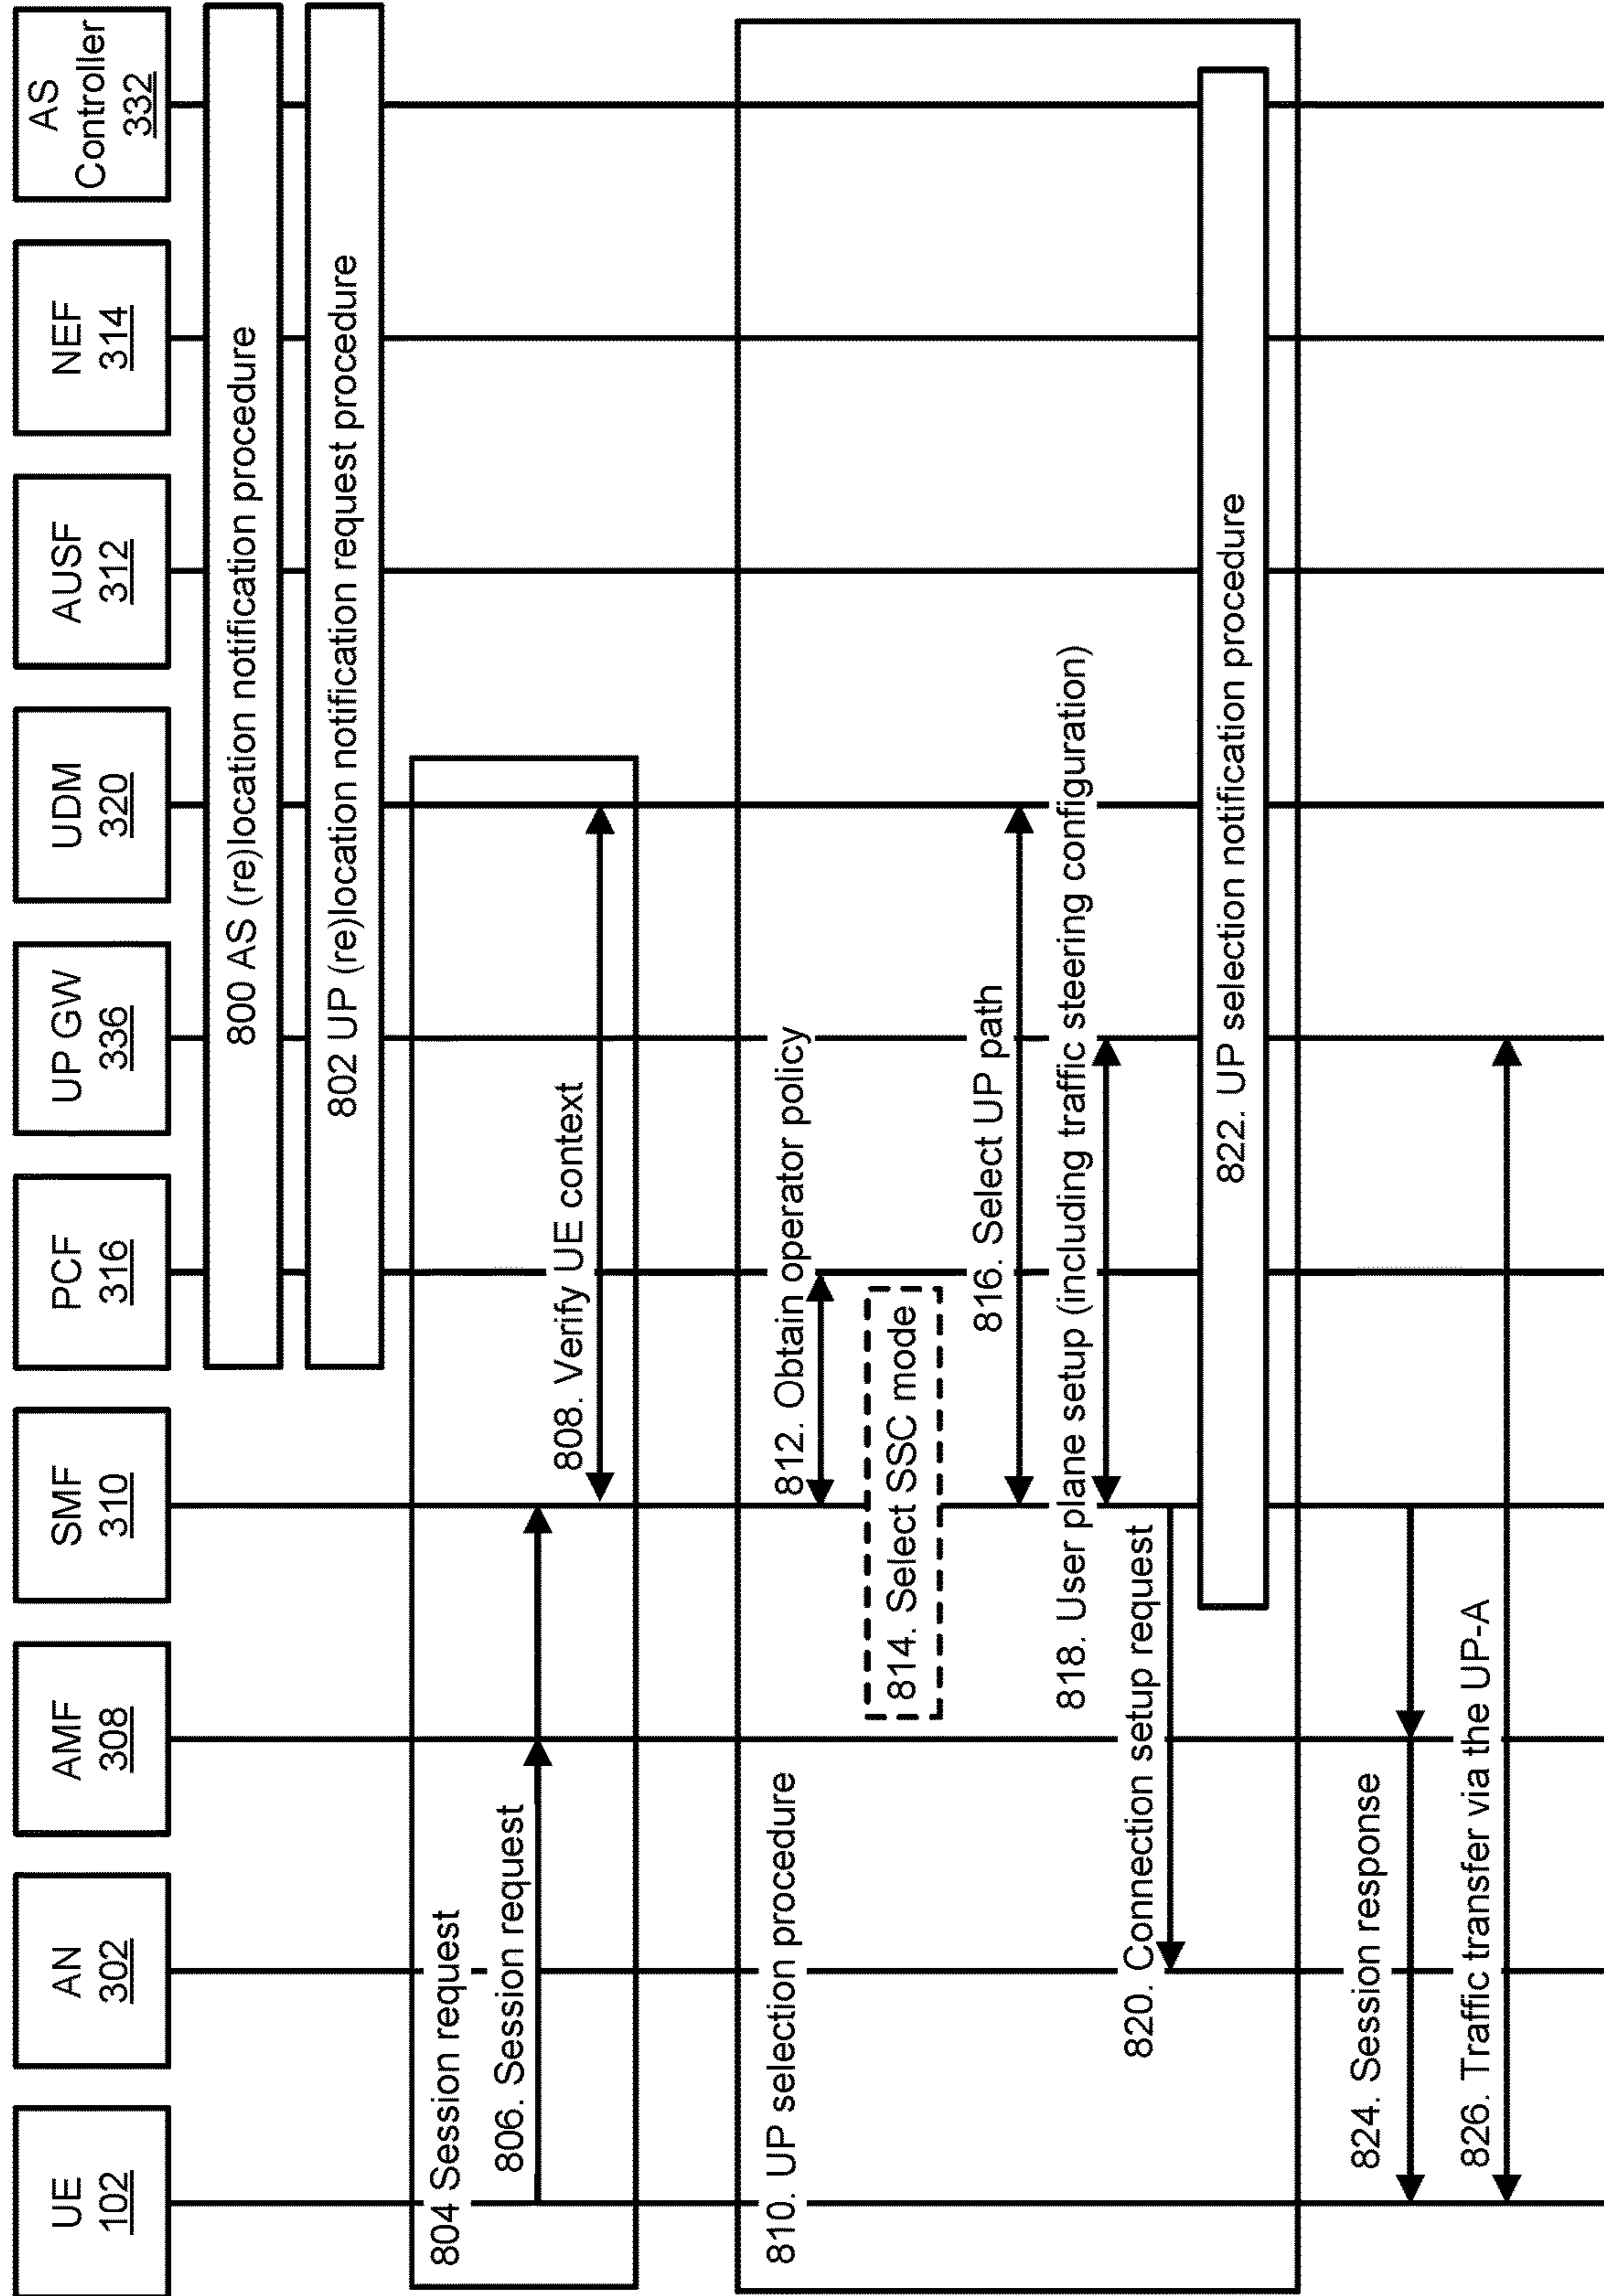 UE
102
AN
302
AMF
308
SMF
310
PCF
316
UP GW
336
UDM
320
AUSF
312
NEF
314
AS
Controller
332
800 AS (re)location notification procedure
802 UP (re)location notification request procedure
804 Session request
806. Session request
808. Verify UE context
810. UP selection procedure
812. Obtain operator policy
814. Select SSC mode
816. Select UP path
818. User plane setup (including traffic steering configuration)
820. Connection setup request
822. UP selection notification procedure
824. Session response
826. Traffic transfer via the UP-A